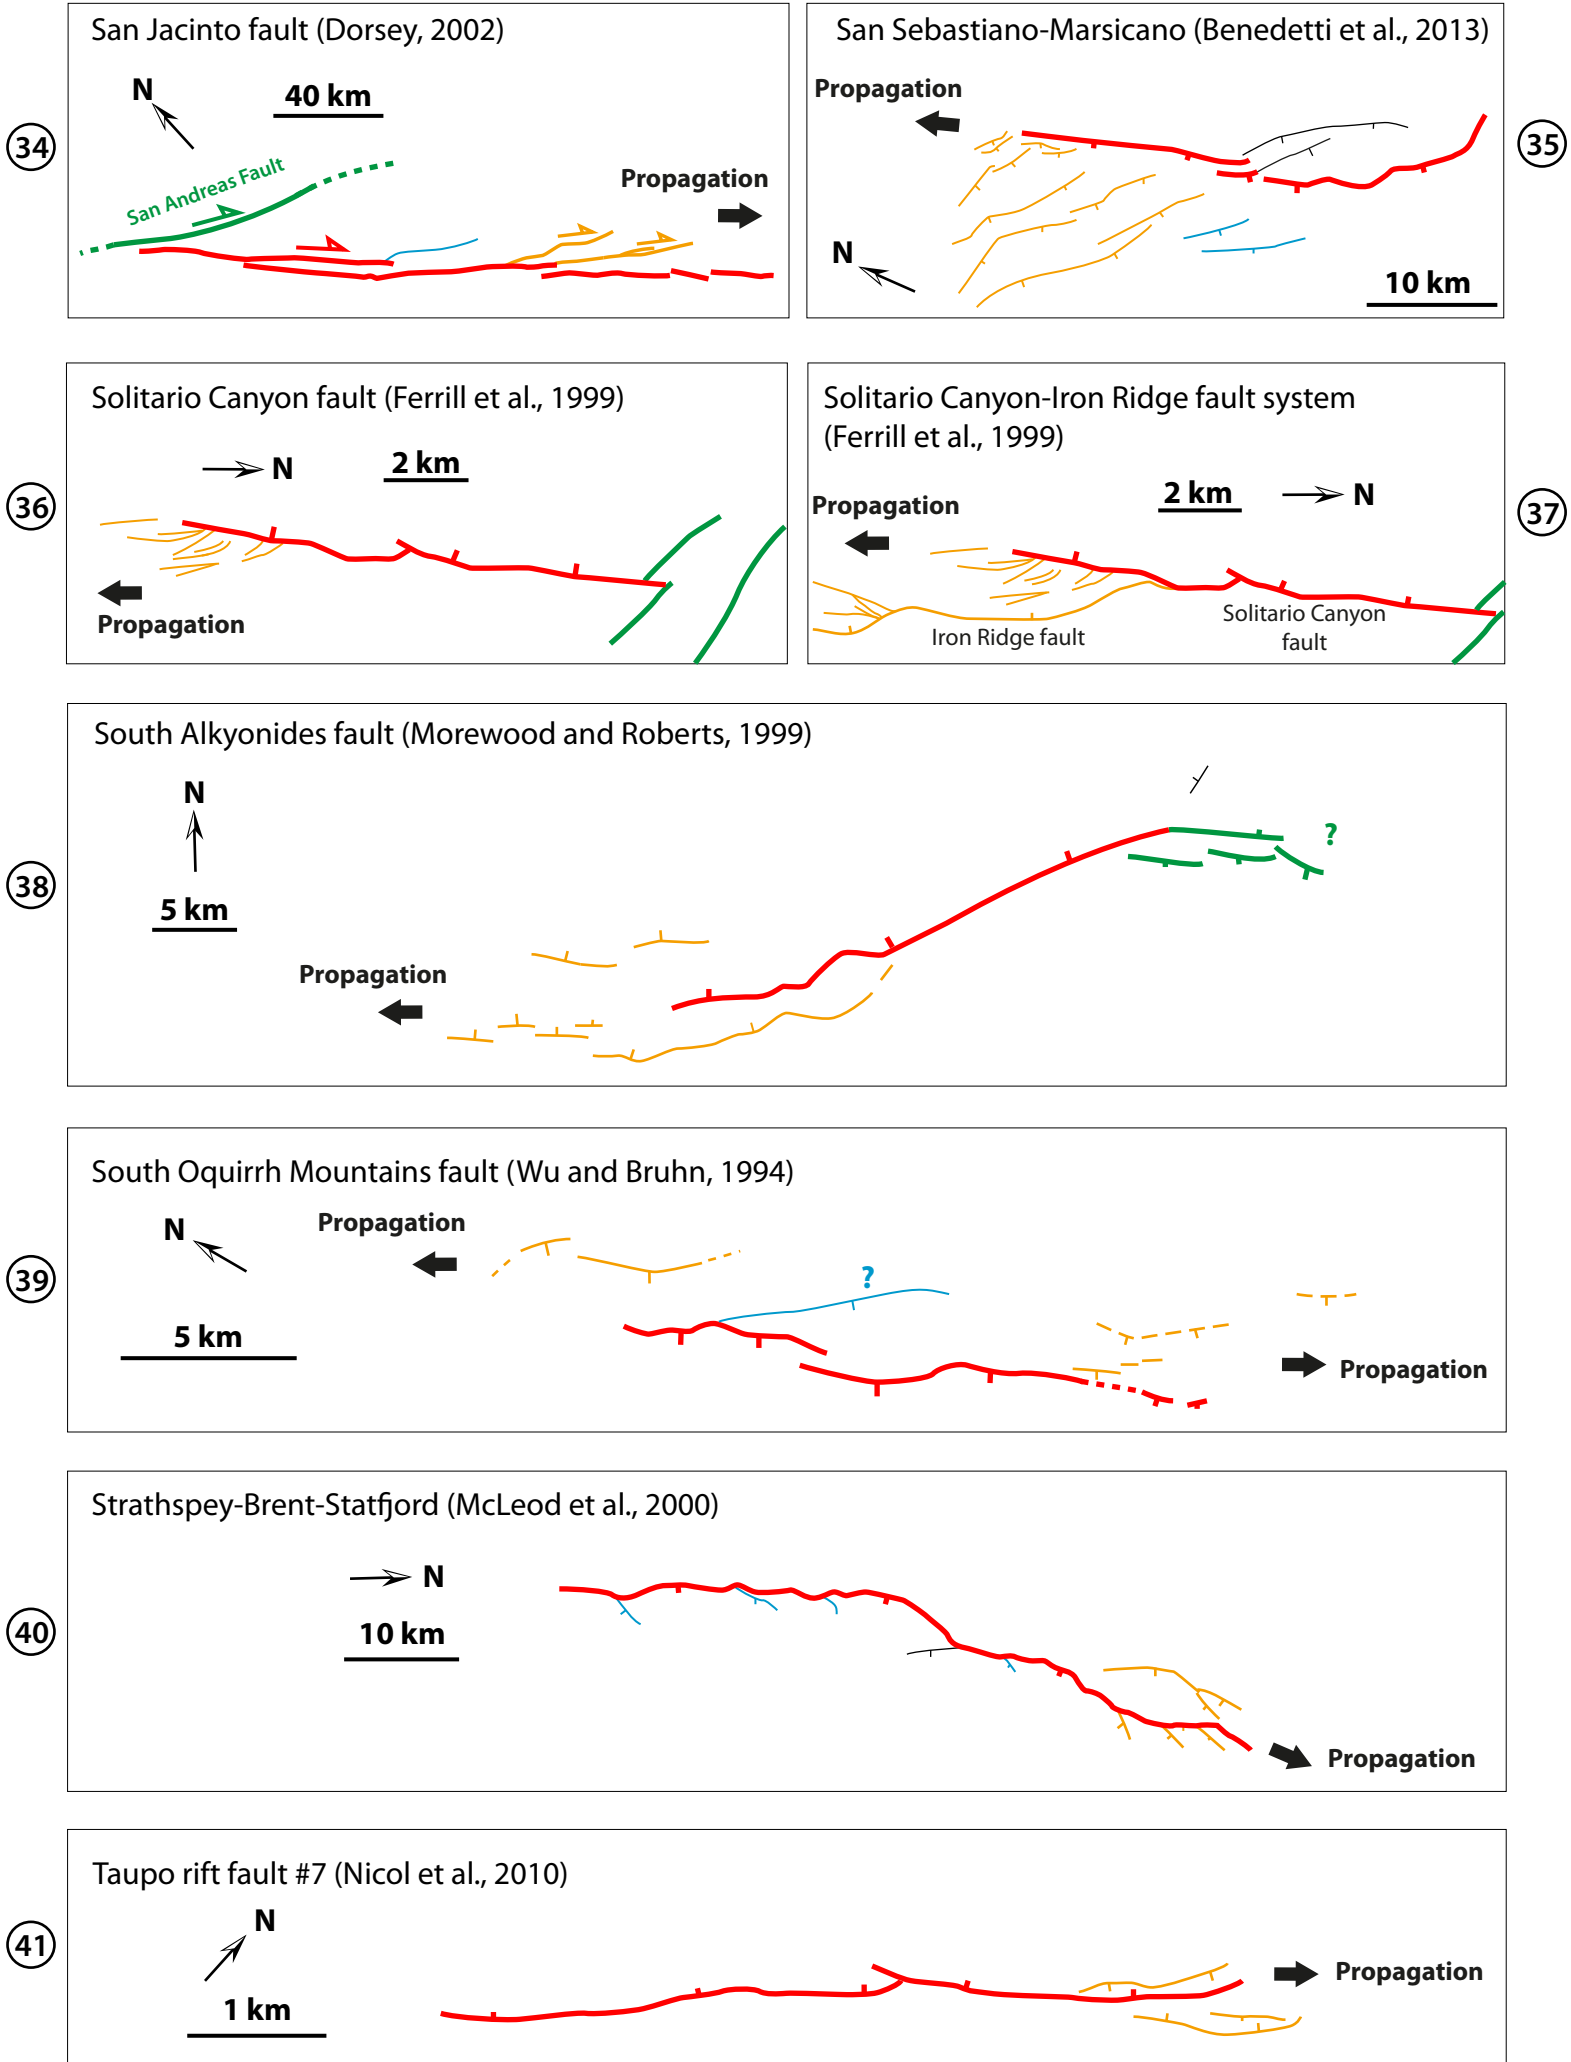 San Jacinto fault (Dorsey, 2002)
N
40 km
34
San Andreas Fault
Propagation
San Sebastiano-Marsicano (Benedetti et al., 2013)
Propagation
35
N
10 km
Solitario Canyon fault (Ferrill et al., 1999)
N
2 km
36
Propagation
Solitario Canyon-Iron Ridge fault system
(Ferrill et al., 1999)
2 km
N
Propagation
37
Iron Ridge fault
Solitario Canyon
fault
South Alkyonides fault (Morewood and Roberts, 1999)
N
?
38
5 km
Propagation
South Oquirrh Mountains fault (Wu and Bruhn, 1994)
N
Propagation
39
?
5 km
Propagation
Strathspey-Brent-Statfjord (McLeod et al., 2000)
N
40
10 km
Propagation
Taupo rift fault #7 (Nicol et al., 2010)
N
41
Propagation
1 km